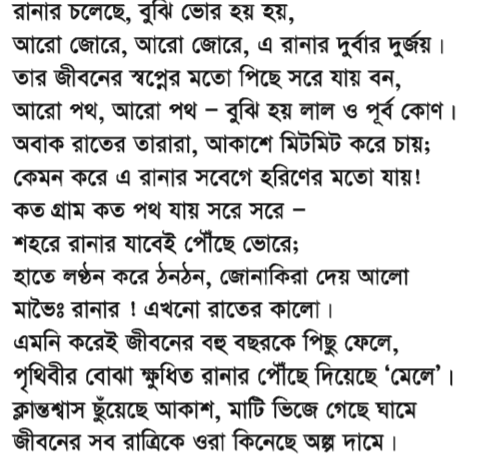 রানার চলেছে, বুঝি ভোর হয় হয়,
আরো জোরে, আরো জোরে, এ রানার দুর্বার দুর্জয়।
তার জীবনের স্বপ্নের মতো পিছে সরে যায় বন,
আরো পথ, আরো পথ – বুঝি হয় লাল ও পূর্ব কোণ।
অবাক রাতের তারারা, আকাশে মিটমিট করে চায়;
কেমন করে এ রানার সবেগে হরিণের মতো যায়!
কত গ্রাম কত পথ যায় সরে সরে –
শহরে রানার যাবেই পৌঁছে ভোরে;
হাতে লণ্ঠন করে ঠনঠন, জোনাকিরা দেয় আলো
মাভৈঃ রানার ! এখনো রাতের কালো।
এমনি করেই জীবনের বহু বছরকে পিছু ফেলে,
পৃথিবীর বোঝা ক্ষুধিত রানার পৌঁছে দিয়েছে ‘মেলে’।
ক্লান্তশ্বাস ছুঁয়েছে আকাশ, মাটি ভিজে গেছে ঘামে
জীবনের সব রাত্রিকে ওরা কিনেছে অল্প দামে।